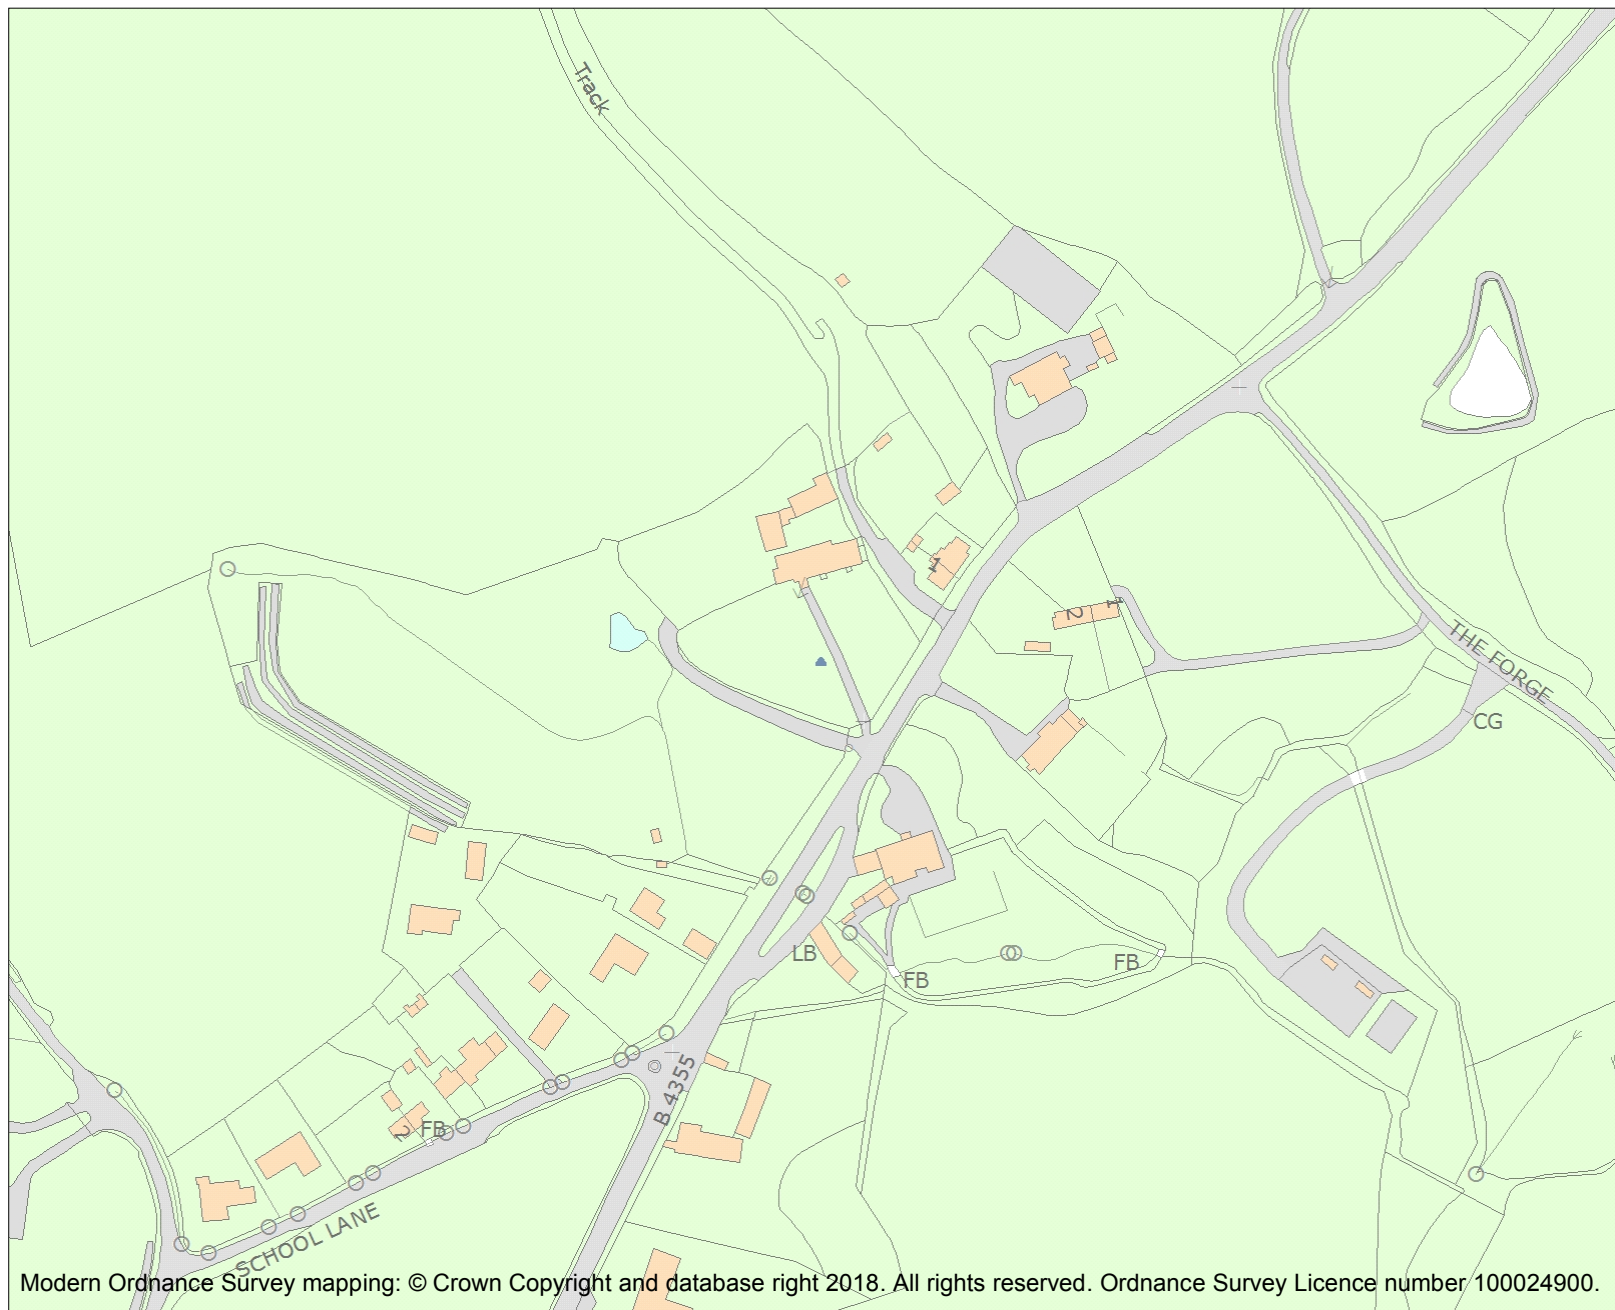 Track
1
2
1
THE FORGE
CG
LB
FB
FB
B 4355
FB
2
SCHOOL LANE
Modern Ordnance Survey mapping: © Crown Copyright and database right 2018. All rights reserved. Ordnance Survey Licence number 100024900.